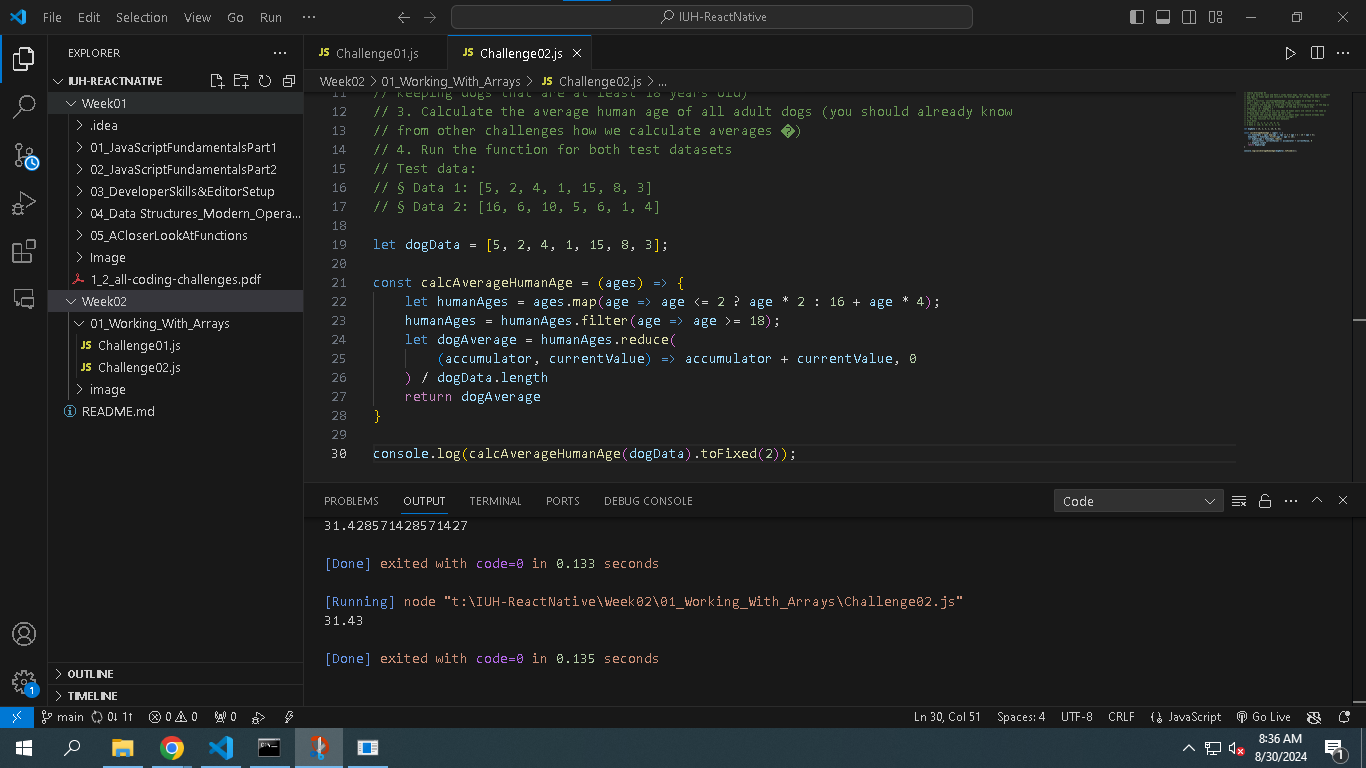 File Edit Selection View Go Run ··· IUH-ReactNative
EXPLORER ···
IUH-REACTNATIVE
Week01
.idea
01_JavaScriptFundamentalsPart1
02_JavaScriptFundamentalsPart2
03_DeveloperSkills&EditorSetup
04_Data Structures_Modern_Opera...
05_ACloserLookAtFunctions
Image
1_2_all-coding-challenges.pdf
Week02
01_Working_With_Arrays
JS Challenge01.js
JS Challenge02.js
image
README.md
OUTLINE
TIMELINE
JS Challenge01.js JS Challenge02.js
Week02 > 01_Working_With_Arrays > JS Challenge02.js > ...
11 // keeping dogs that are at least 18 years old)
12 // 3. Calculate the average human age of all adult dogs (you should already know
13 // from other challenges how we calculate averages �)
14 // 4. Run the function for both test datasets
15 // Test data:
16 // § Data 1: [5, 2, 4, 1, 15, 8, 3]
17 // § Data 2: [16, 6, 10, 5, 6, 1, 4]
18
19 let dogData = [5, 2, 4, 1, 15, 8, 3];
20
21 const calcAverageHumanAge = (ages) => {
22 let humanAges = ages.map(age => age <= 2 ? age * 2 : 16 + age * 4);
23 humanAges = humanAges.filter(age => age >= 18);
24 let dogAverage = humanAges.reduce(
25 (accumulator, currentValue) => accumulator + currentValue, 0
26 ) / dogData.length
27 return dogAverage
28 }
29
30 console.log(calcAverageHumanAge(dogData).toFixed(2));
PROBLEMS OUTPUT TERMINAL PORTS DEBUG CONSOLE Code
31.428571428571427
[Done] exited with code=0 in 0.133 seconds
[Running] node "t:\IUH-ReactNative\Week02\01_Working_With_Arrays\Challenge02.js"
31.43
[Done] exited with code=0 in 0.135 seconds
1
main 0↓ 1↑ 0 0 0 Ln 30, Col 51 Spaces: 4 UTF-8 CRLF JavaScript Go Live
8:36 AM
8/30/2024
1